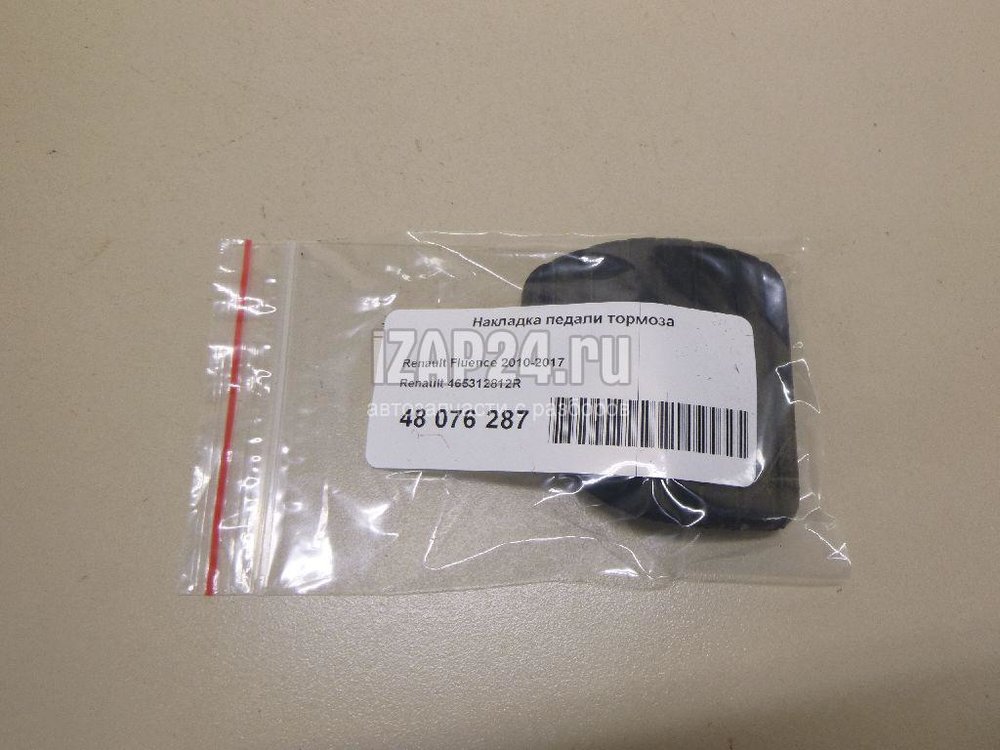 Накладка педали тормоза
iZAP24.ru
Renault Fluence 2010-2017
Renault 465312812R
автозапчасти с разборов
48 076 287